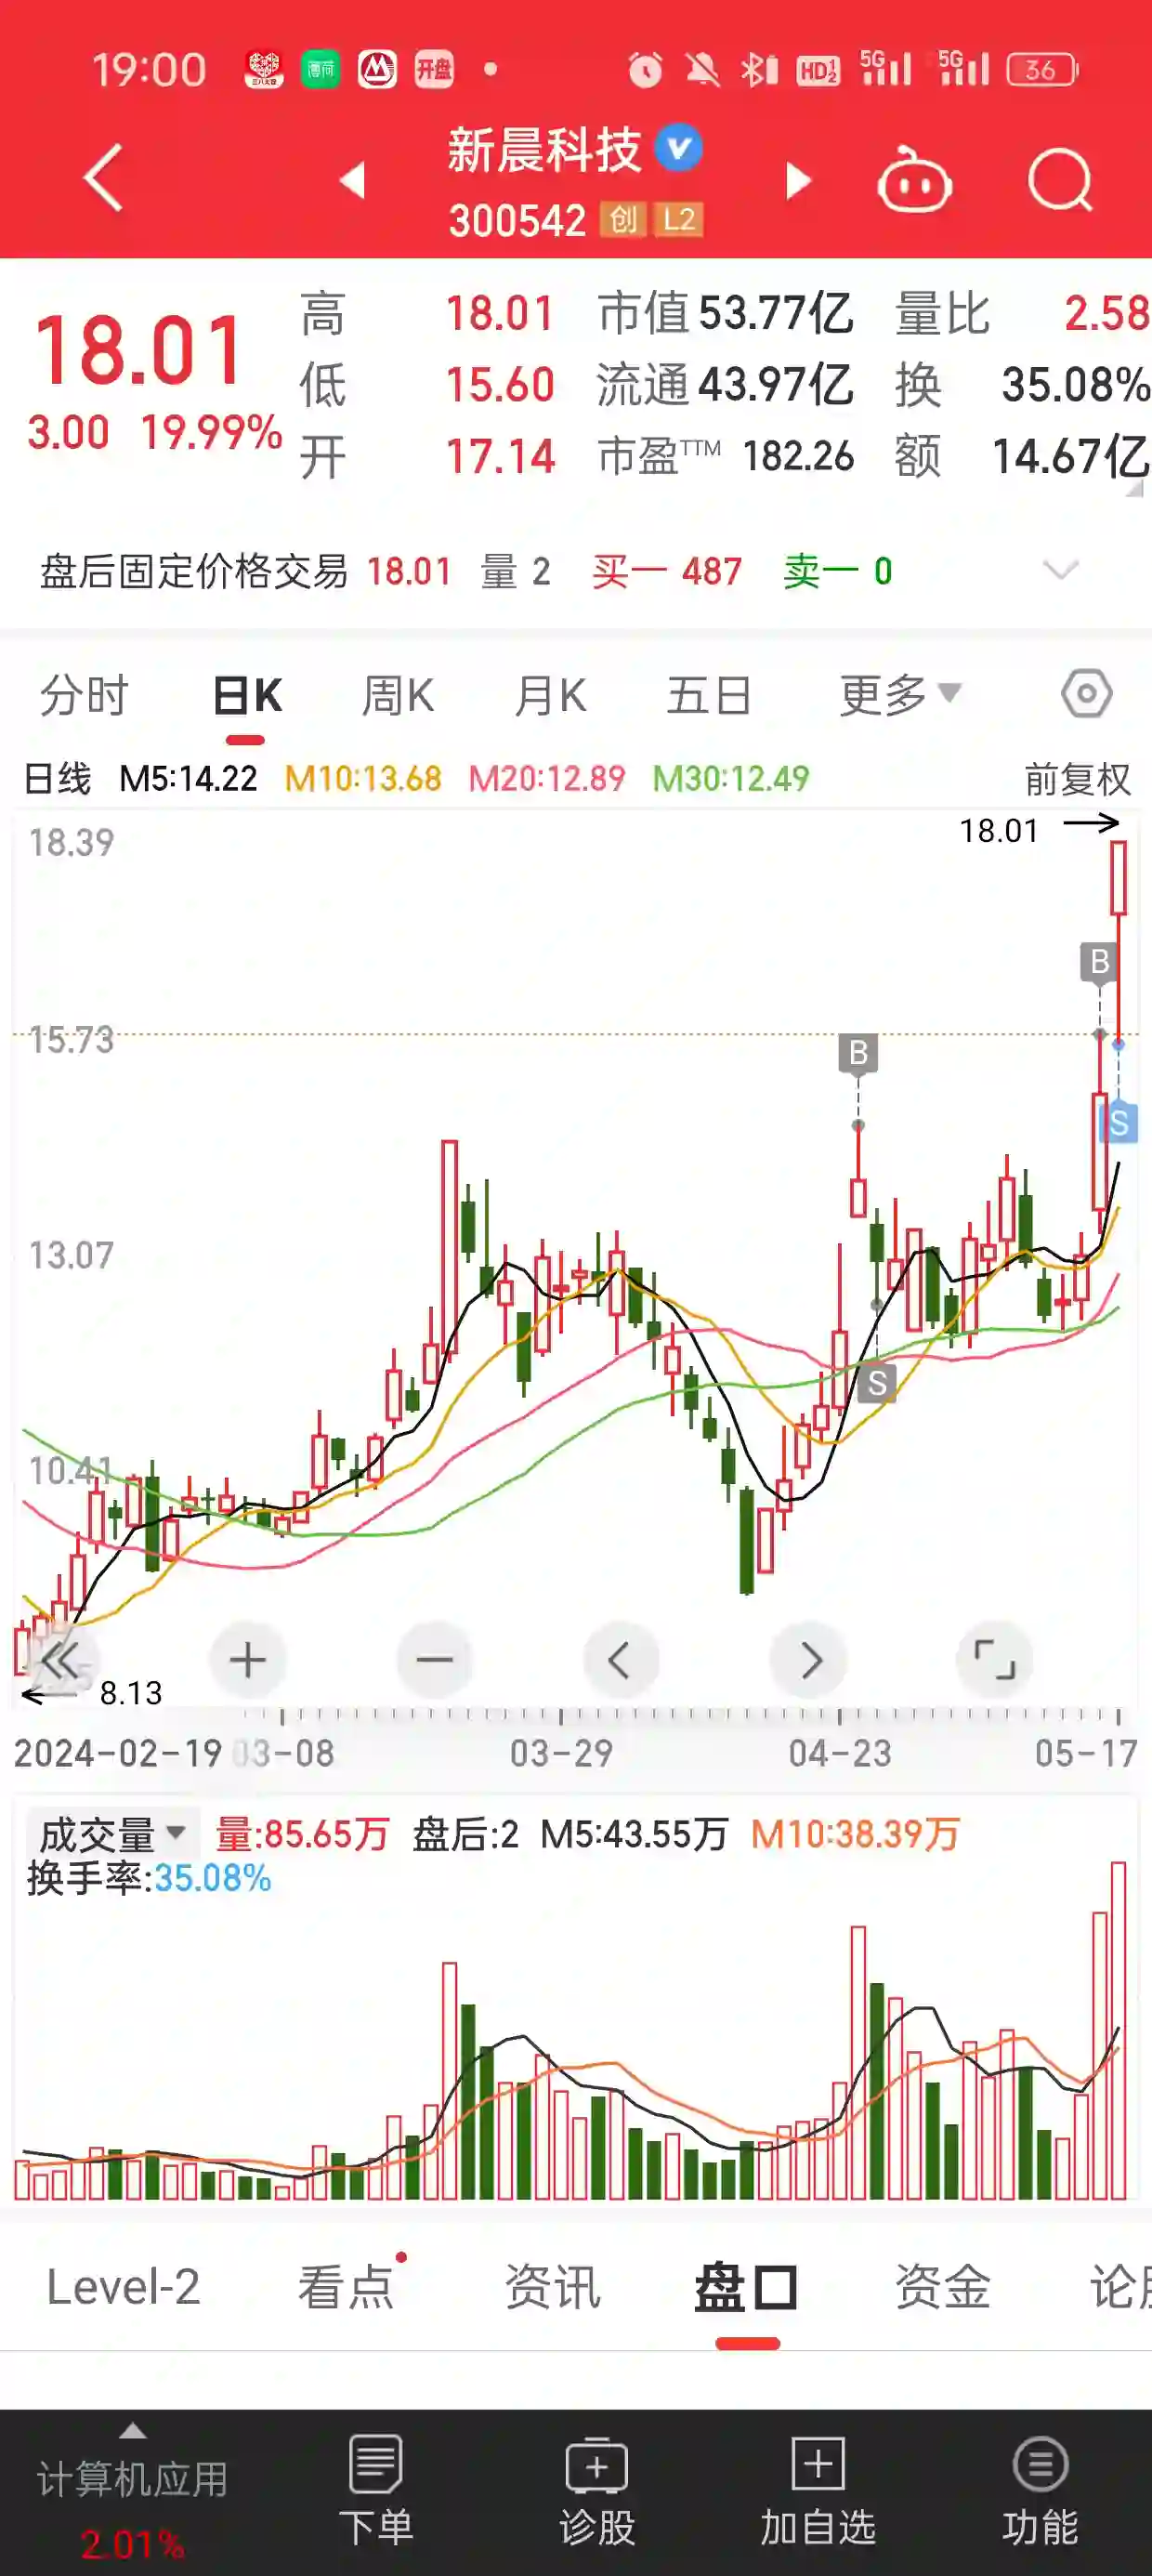 19:00 薄荷 开盘 HD 5G 5G 36
新晨科技
300542 创 L2
18.01
3.00 19.99%
高 18.01 市值 53.77亿 量比 2.58
低 15.60 流通 43.97亿 换 35.08%
开 17.14 市盈TTM 182.26 额 14.67亿
盘后固定价格交易 18.01 量 2 买一 487 卖一 0
分时 日K 周K 月K 五日 更多
日线 M5:14.22 M10:13.68 M20:12.89 M30:12.49 前复权
18.39
18.01
B
15.73
B
S
13.07
S
10.41
8.13
2024-02-19 03-08 03-29 04-23 05-17
成交量 量:85.65万 盘后:2 M5:43.55万 M10:38.39万
换手率:35.08%
Level-2 看点 资讯 盘口 资金 论
计算机应用
2.01%
下单 诊股 加自选 功能